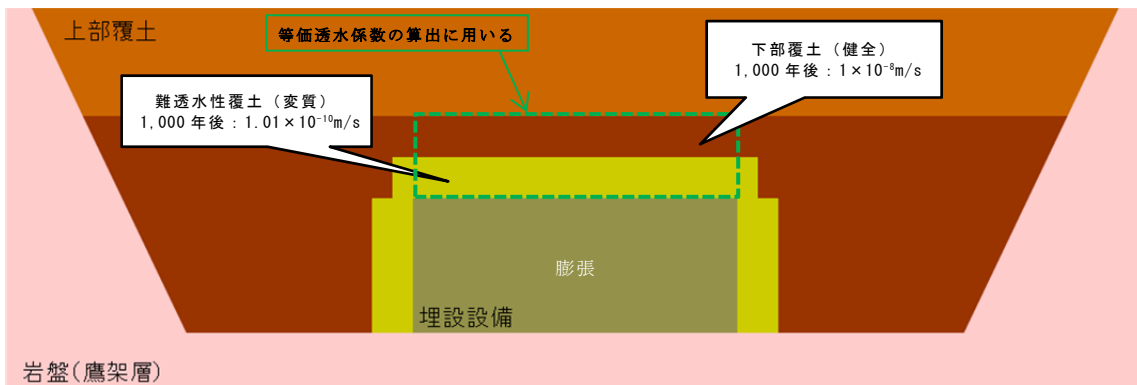 上部覆土
等価透水係数の算出に用いる
下部覆土（健全）
1,000 年後：1×10⁻⁸m/s
難透水性覆土（変質）
1,000 年後：1.01×10⁻¹⁰m/s
膨張
埋設設備
岩盤(鷹架層)